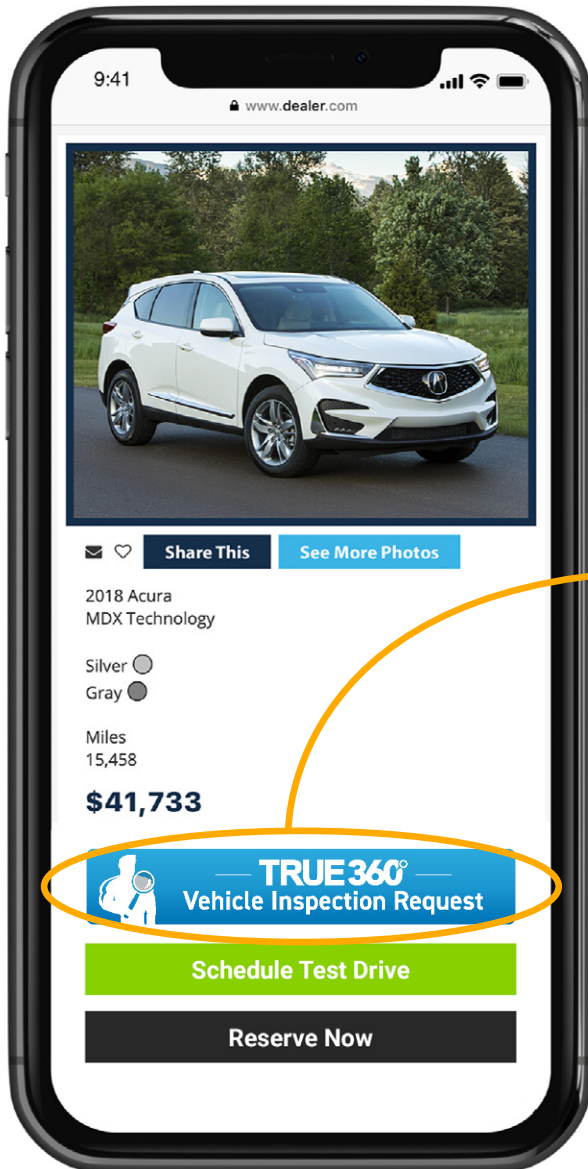 9:41
www.dealer.com
Share This
See More Photos
2018 Acura
MDX Technology
Silver
Gray
Miles
15,458
$41,733
TRUE360°
Vehicle Inspection Request
Schedule Test Drive
Reserve Now